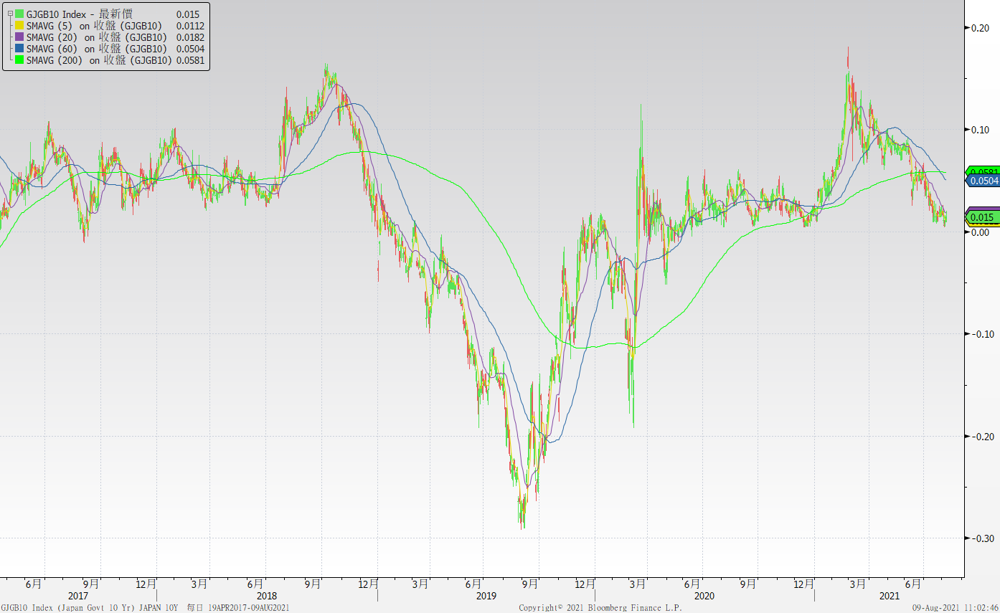 GJGB10 Index - 最新價 0.015
SMAVG (5) on 收盤 (GJGB10) 0.0112
SMAVG (20) on 收盤 (GJGB10) 0.0182
SMAVG (60) on 收盤 (GJGB10) 0.0504
SMAVG (200) on 收盤 (GJGB10) 0.0581
0.20
0.10
0.0581
0.0504
0.015
0.00
-0.10
-0.20
-0.30
6月 9月 12月 3月 6月 9月 12月 3月 6月 9月 12月 3月 6月 9月 12月 3月 6月
2017 2018 2019 2020 2021
GJGB10 Index (Japan Govt 10 Yr) JAPAN 10Y 每日 19APR2017-09AUG2021 Copyright© 2021 Bloomberg Finance L.P. 09-Aug-2021 11:02:46